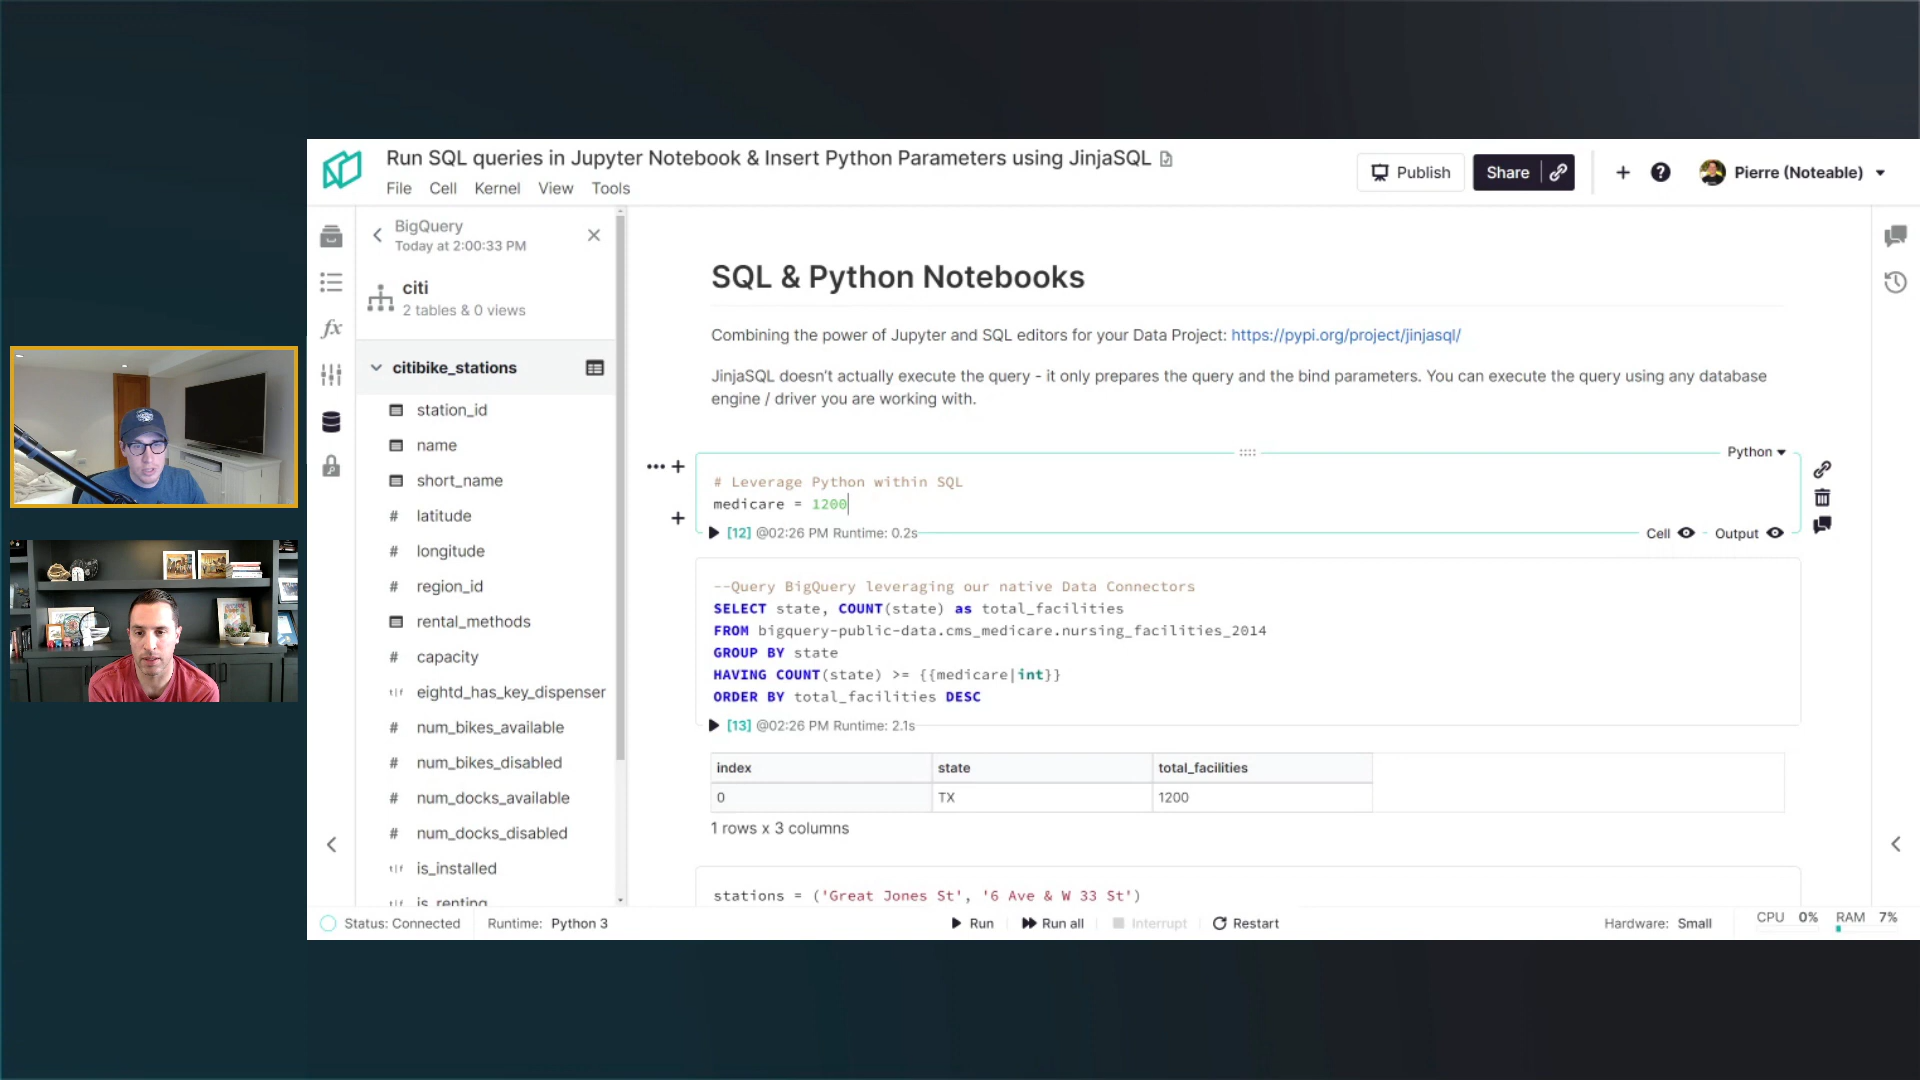 Run SQL queries in Jupyter Notebook & Insert Python Parameters using JinjaSQL
File Cell Kernel View Tools
Publish
Share
Pierre (Noteable)
BigQuery
Today at 2:00:33 PM
citi
2 tables & 0 views
citibike_stations
station_id
name
short_name
# latitude
# longitude
# region_id
rental_methods
# capacity
t|f eightd_has_key_dispenser
# num_bikes_available
# num_bikes_disabled
# num_docks_available
# num_docks_disabled
t|f is_installed
t|f is_renting
SQL & Python Notebooks
Combining the power of Jupyter and SQL editors for your Data Project: https://pypi.org/project/jinjasql/
JinjaSQL doesn't actually execute the query - it only prepares the query and the bind parameters. You can execute the query using any database
engine / driver you are working with.
Python
# Leverage Python within SQL
medicare = 1200
[12] @02:26 PM Runtime: 0.2s
Cell Output
--Query BigQuery leveraging our native Data Connectors
SELECT state, COUNT(state) as total_facilities
FROM bigquery-public-data.cms_medicare.nursing_facilities_2014
GROUP BY state
HAVING COUNT(state) >= {{medicare|int}}
ORDER BY total_facilities DESC
[13] @02:26 PM Runtime: 2.1s
index state total_facilities
0 TX 1200
1 rows x 3 columns
stations = ('Great Jones St', '6 Ave & W 33 St')
Status: Connected
Runtime: Python 3
Run
Run all
Interrupt
Restart
Hardware: Small
CPU 0% RAM 7%